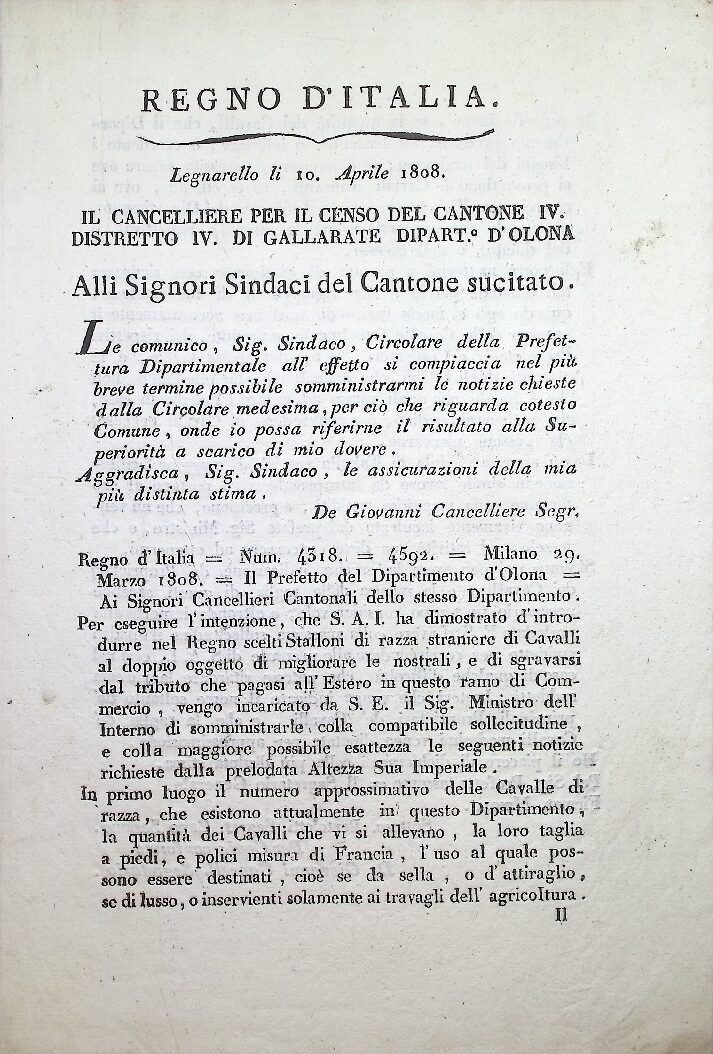 REGNO D'ITALIA.
Legnarello li 10. Aprile 1808.
IL CANCELLIERE PER IL CENSO DEL CANTONE IV.
DISTRETTO IV. DI GALLARATE DIPART.º D'OLONA
Alli Signori Sindaci del Cantone sucitato.
Le comunico, Sig. Sindaco, Circolare della Prefet-
tura Dipartimentale all' effetto si compiaccia nel più
breve termine possibile somministrarmi le notizie chieste
dalla Circolare medesima, per ciò che riguarda cotesto
Comune, onde io possa riferirne il risultato alla Su-
periorità a scarico di mio dovere.
Aggradisca, Sig. Sindaco, le assicurazioni della mia
più distinta stima.
De Giovanni Cancelliere Segr.
Regno d'Italia = Num. 4318. = 4592. = Milano 29.
Marzo 1808. = Il Prefetto del Dipartimento d'Olona =
Ai Signori Cancellieri Cantonali dello stesso Dipartimento.
Per eseguire l'intenzione, che S. A. I. ha dimostrato d'intro-
durre nel Regno scelti Stalloni di razza straniere di Cavalli
al doppio oggetto di migliorare le nostrali, e di sgravarsi
dal tributo che pagasi all'Estero in questo ramo di Com-
mercio, vengo incaricato da S. E. il Sig. Ministro dell'
Interno di somministrarle colla compatibile sollecitudine,
e colla maggiore possibile esattezza le seguenti notizie
richieste dalla prelodata Altezza Sua Imperiale.
In primo luogo il numero approssimativo delle Cavalle di
razza, che esistono attualmente in questo Dipartimento,
la quantità dei Cavalli che vi si allevano, la loro taglia
a piedi, e polici misura di Francia, l'uso al quale pos-
sono essere destinati, cioè se da sella, o d'attiraglio,
se di lusso, o inservienti solamente ai travagli dell' agricoltura.
Il